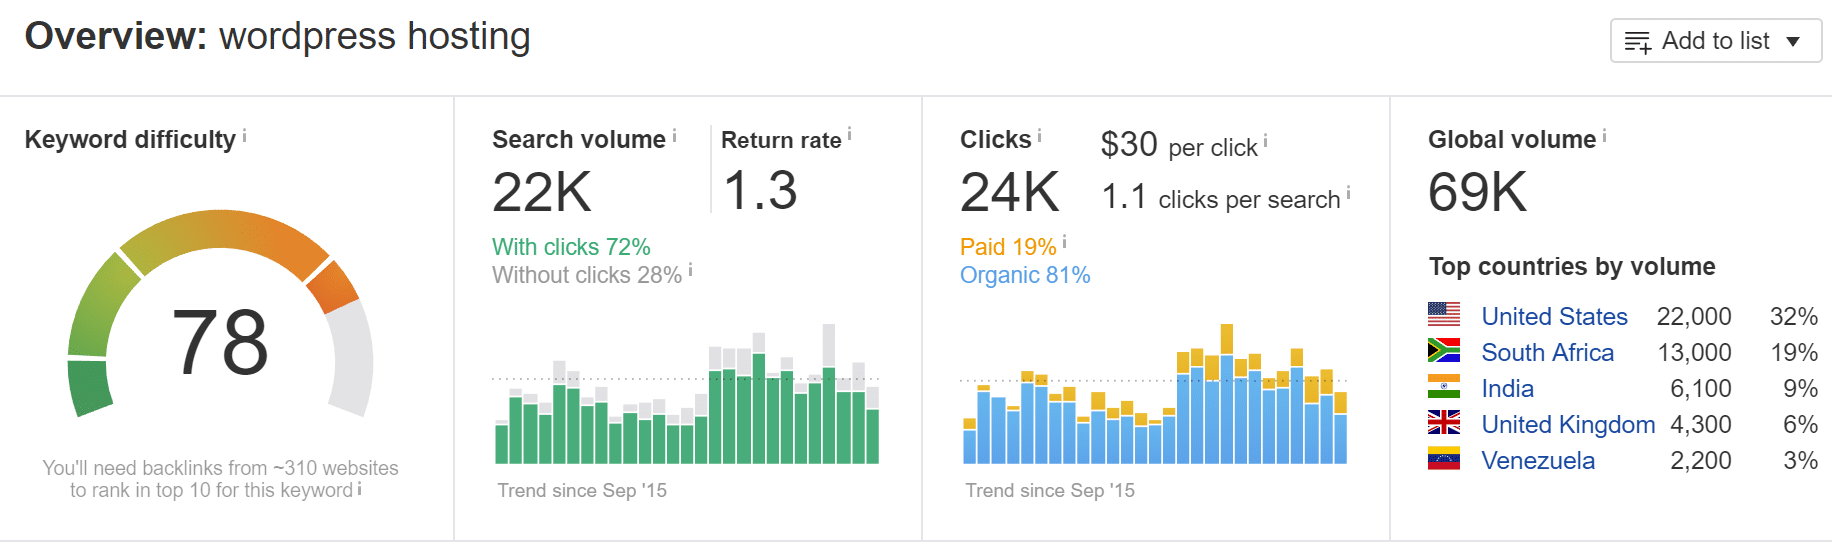 Overview: wordpress hosting
Add to list
Keyword difficulty i
78
You'll need backlinks from ~310 websites
to rank in top 10 for this keyword i
Search volume i
22K
With clicks 72%
Without clicks 28% i
Return rate i
1.3
Trend since Sep '15
Clicks i
24K
Paid 19% i
Organic 81%
$30 per click i
1.1 clicks per search i
Trend since Sep '15
Global volume i
69K
Top countries by volume
United States 22,000 32%
South Africa 13,000 19%
India 6,100 9%
United Kingdom 4,300 6%
Venezuela 2,200 3%